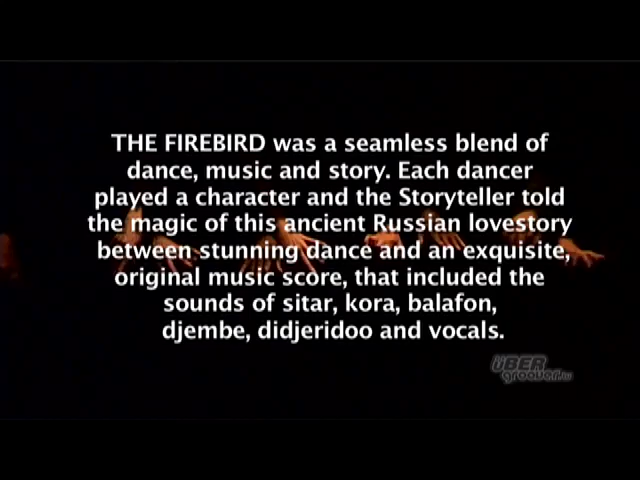 THE FIREBIRD was a seamless blend of
dance, music and story. Each dancer
played a character and the Storyteller told
the magic of this ancient Russian lovestory
between stunning dance and an exquisite,
original music score, that included the
sounds of sitar, kora, balafon,
djembe, didjeridoo and vocals.
ÜBER
groover.tv